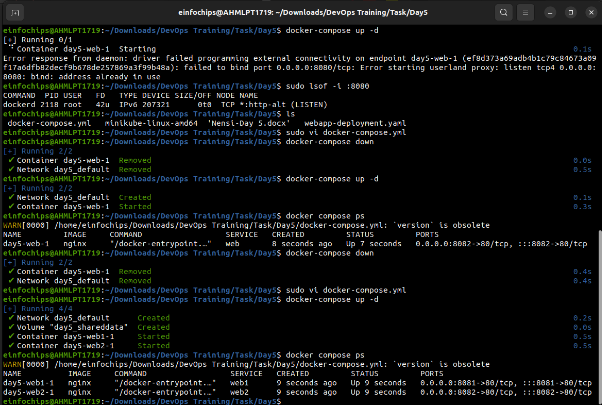 einfochips@AHMLPT1719: ~/Downloads/DevOps Training/Task/Day5
einfochips@AHMLPT1719:~/Downloads/DevOps Training/Task/Day5$ docker-compose up -d
[+] Running 0/1
Container day5-web-1 Starting 0.1s
Error response from daemon: driver failed programming external connectivity on endpoint day5-web-1 (ef8d373a69adb4b1c79c84673a09
f17a6dfb82decf9b678de257869a3f99b48a): failed to bind port 0.0.0.0:8080/tcp: Error starting userland proxy: listen tcp4 0.0.0.0:
8080: bind: address already in use
einfochips@AHMLPT1719:~/Downloads/DevOps Training/Task/Day5$ sudo lsof -i :8080
COMMAND PID USER FD TYPE DEVICE SIZE/OFF NODE NAME
dockerd 2118 root 42u IPv6 207321 0t0 TCP *:http-alt (LISTEN)
einfochips@AHMLPT1719:~/Downloads/DevOps Training/Task/Day5$ ls
docker-compose.yml minikube-linux-amd64 'Nensi-Day 5.docx' webapp-deployment.yaml
einfochips@AHMLPT1719:~/Downloads/DevOps Training/Task/Day5$ sudo vi docker-compose.yml
einfochips@AHMLPT1719:~/Downloads/DevOps Training/Task/Day5$ docker-compose down
[+] Running 2/2
✔ Container day5-web-1 Removed 0.0s
✔ Network day5_default Removed 0.5s
einfochips@AHMLPT1719:~/Downloads/DevOps Training/Task/Day5$ docker-compose up -d
[+] Running 2/2
✔ Network day5_default Created 0.1s
✔ Container day5-web-1 Started 0.3s
einfochips@AHMLPT1719:~/Downloads/DevOps Training/Task/Day5$ docker compose ps
WARN[0000] /home/einfochips/Downloads/DevOps Training/Task/Day5/docker-compose.yml: `version` is obsolete
NAME IMAGE COMMAND SERVICE CREATED STATUS PORTS
day5-web-1 nginx "/docker-entrypoint.…" web 8 seconds ago Up 7 seconds 0.0.0.0:8082->80/tcp, :::8082->80/tcp
einfochips@AHMLPT1719:~/Downloads/DevOps Training/Task/Day5$ docker-compose down
[+] Running 2/2
✔ Container day5-web-1 Removed 0.4s
✔ Network day5_default Removed 0.4s
einfochips@AHMLPT1719:~/Downloads/DevOps Training/Task/Day5$ sudo vi docker-compose.yml
einfochips@AHMLPT1719:~/Downloads/DevOps Training/Task/Day5$ docker-compose up -d
[+] Running 4/4
✔ Network day5_default Created 0.2s
✔ Volume "day5_shareddata" Created 0.0s
✔ Container day5-web1-1 Started 0.5s
✔ Container day5-web2-1 Started 0.5s
einfochips@AHMLPT1719:~/Downloads/DevOps Training/Task/Day5$ docker compose ps
WARN[0000] /home/einfochips/Downloads/DevOps Training/Task/Day5/docker-compose.yml: `version` is obsolete
NAME IMAGE COMMAND SERVICE CREATED STATUS PORTS
day5-web1-1 nginx "/docker-entrypoint.…" web1 9 seconds ago Up 9 seconds 0.0.0.0:8081->80/tcp, :::8081->80/tcp
day5-web2-1 nginx "/docker-entrypoint.…" web2 9 seconds ago Up 9 seconds 0.0.0.0:8082->80/tcp, :::8082->80/tcp
einfochips@AHMLPT1719:~/Downloads/DevOps Training/Task/Day5$